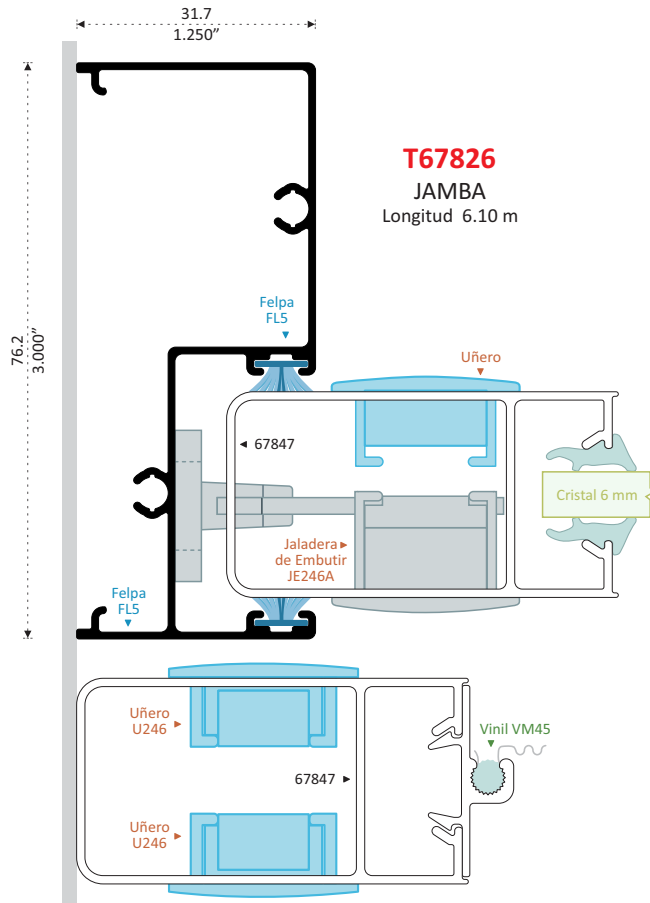 31.7
1.250”
T67826
JAMBA
Longitud 6.10 m
76.2
3.000”
Felpa
FL5
Uñero
67847
Cristal 6 mm
Jaladera
de Embutir
JE246A
Felpa
FL5
Uñero
U246
Vinil VM45
67847
Uñero
U246